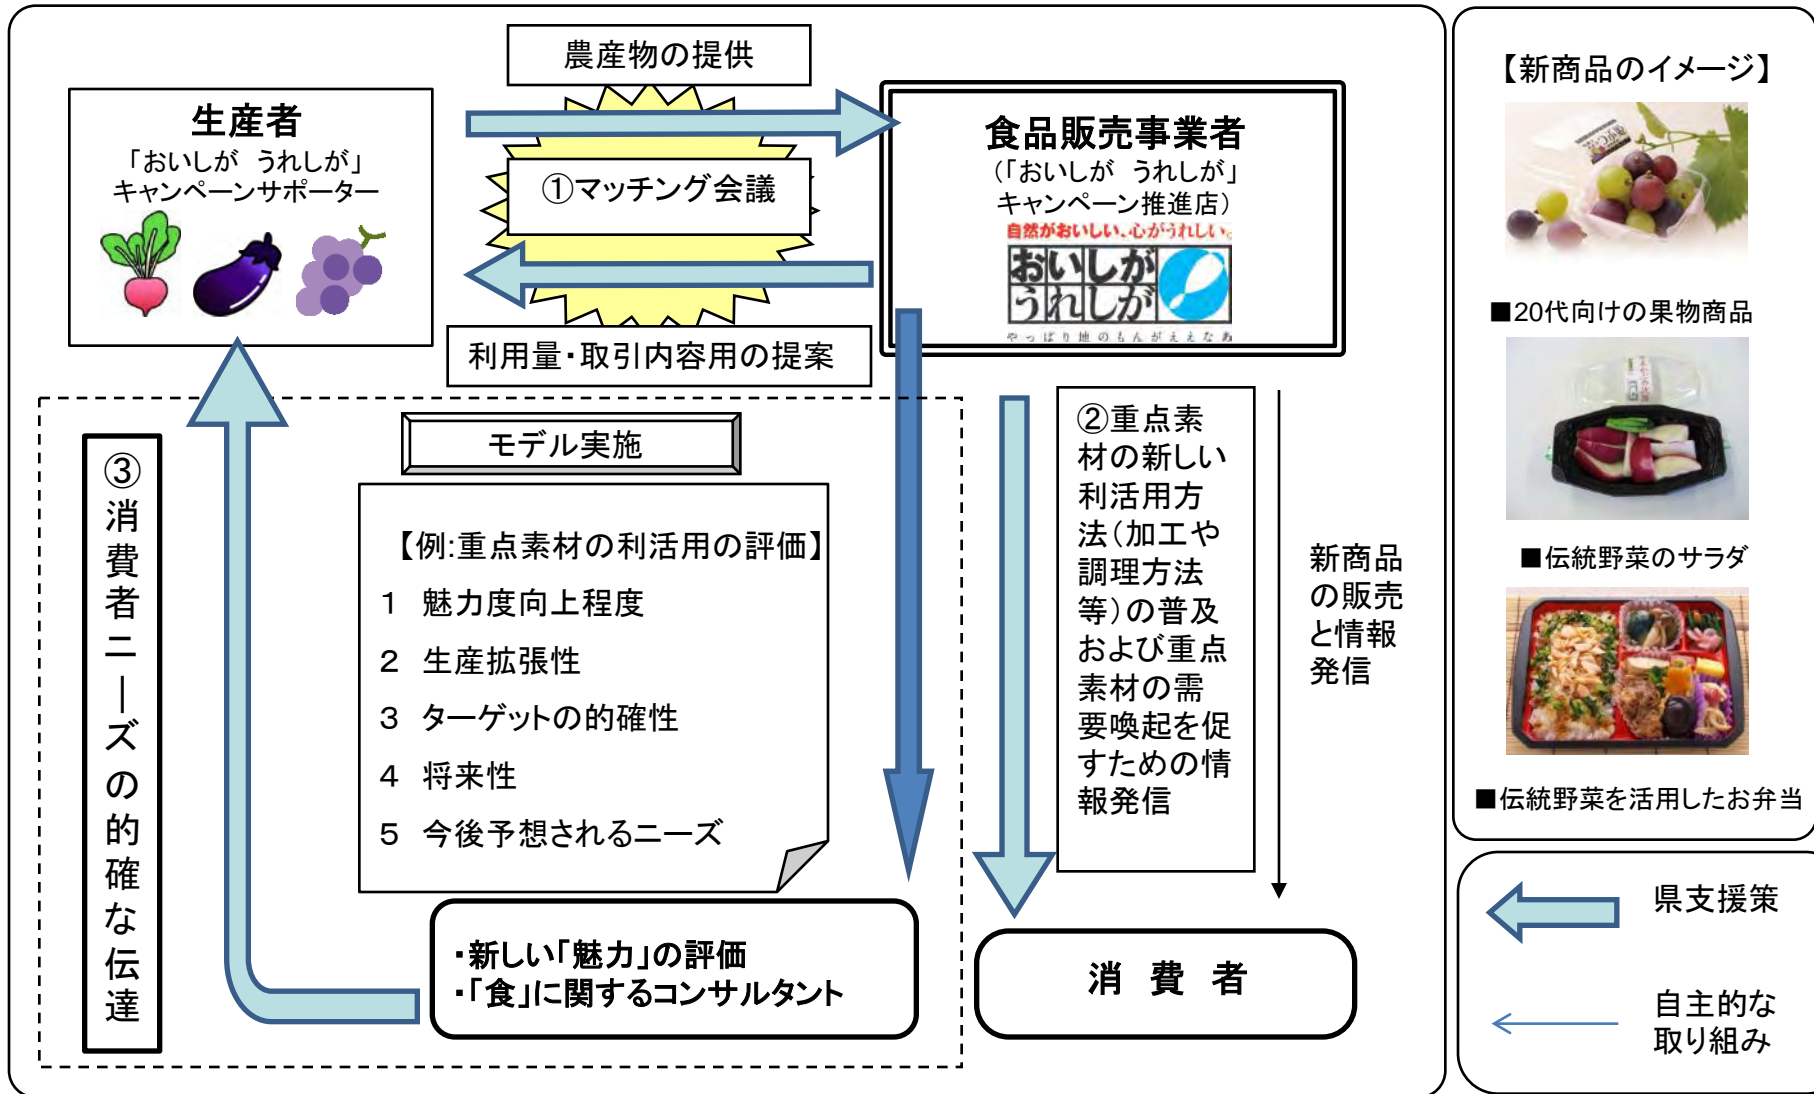 農産物の提供
生産者
「おいしが うれしが」
キャンペーンサポーター
①マッチング会議
利用量・取引内容用の提案
食品販売事業者
(「おいしが うれしが」
キャンペーン推進店)
自然がおいしい、心がうれしい。
おいしが
うれしが
やっぱり地のもんがええなあ
③消費者ニーズの的確な伝達
モデル実施
【例:重点素材の利活用の評価】
1 魅力度向上程度
2 生産拡張性
3 ターゲットの的確性
4 将来性
5 今後予想されるニーズ
・新しい「魅力」の評価
・「食」に関するコンサルタント
②重点素
材の新しい
利活用方
法(加工や
調理方法
等)の普及
および重点
素材の需
要喚起を促
すための情
報発信
新商品
の販売
と情報
発信
消 費 者
【新商品のイメージ】
■20代向けの果物商品
■伝統野菜のサラダ
■伝統野菜を活用したお弁当
県支援策
自主的な
取り組み